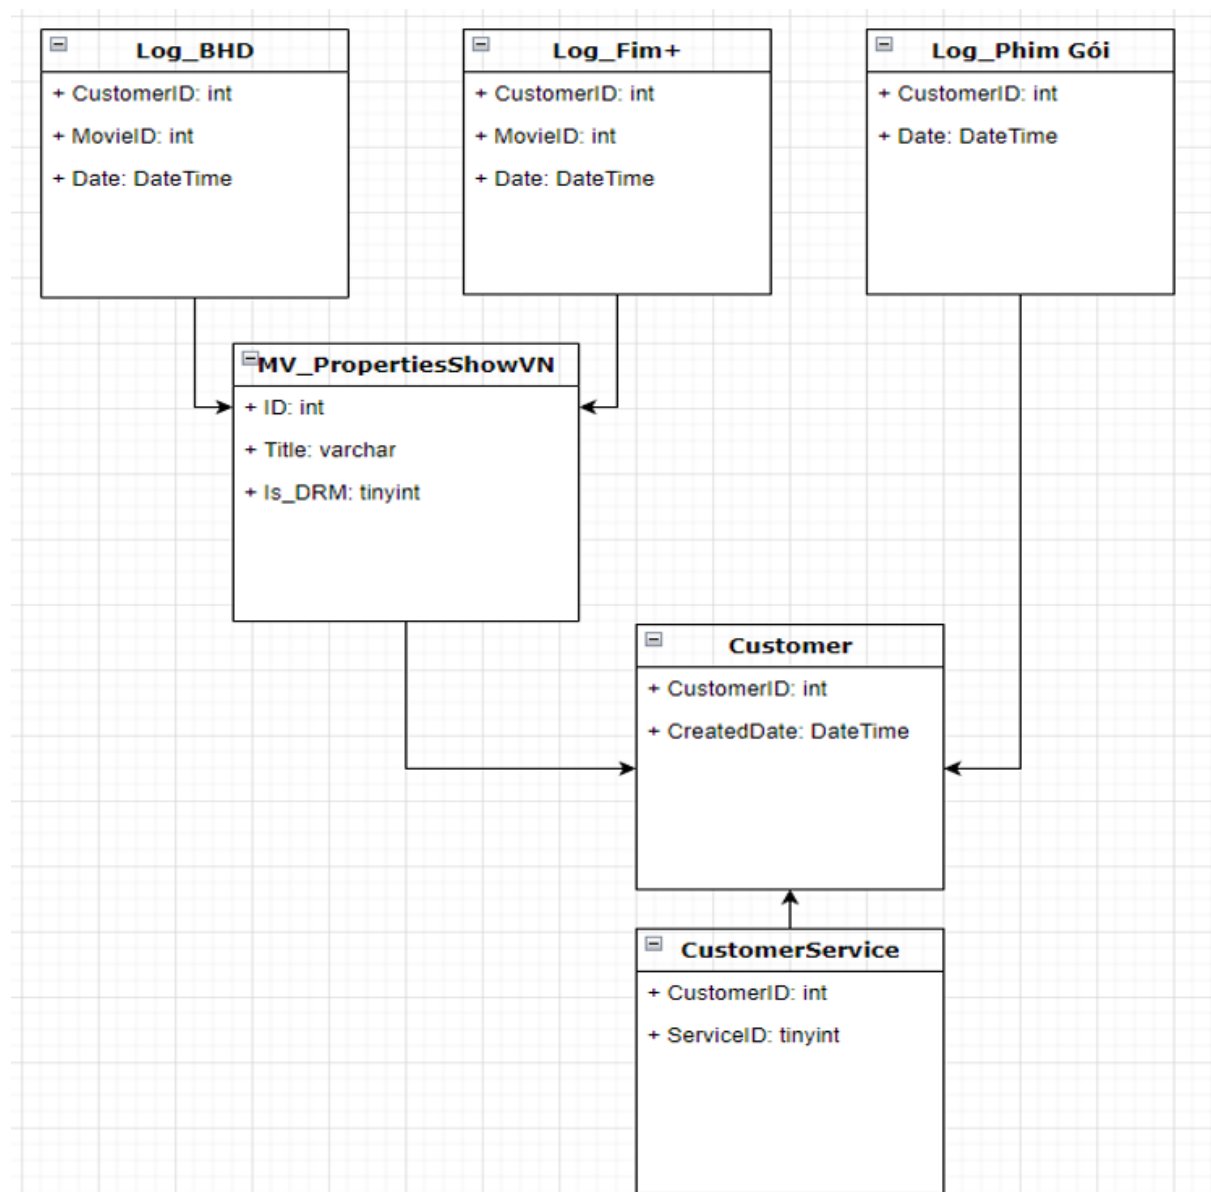 Log_BHD
+ CustomerID: int
+ MovieID: int
+ Date: DateTime
Log_Fim+
+ CustomerID: int
+ MovieID: int
+ Date: DateTime
Log_Phim Gói
+ CustomerID: int
+ Date: DateTime
MV_PropertiesShowVN
+ ID: int
+ Title: varchar
+ Is_DRM: tinyint
Customer
+ CustomerID: int
+ CreatedDate: DateTime
CustomerService
+ CustomerID: int
+ ServiceID: tinyint